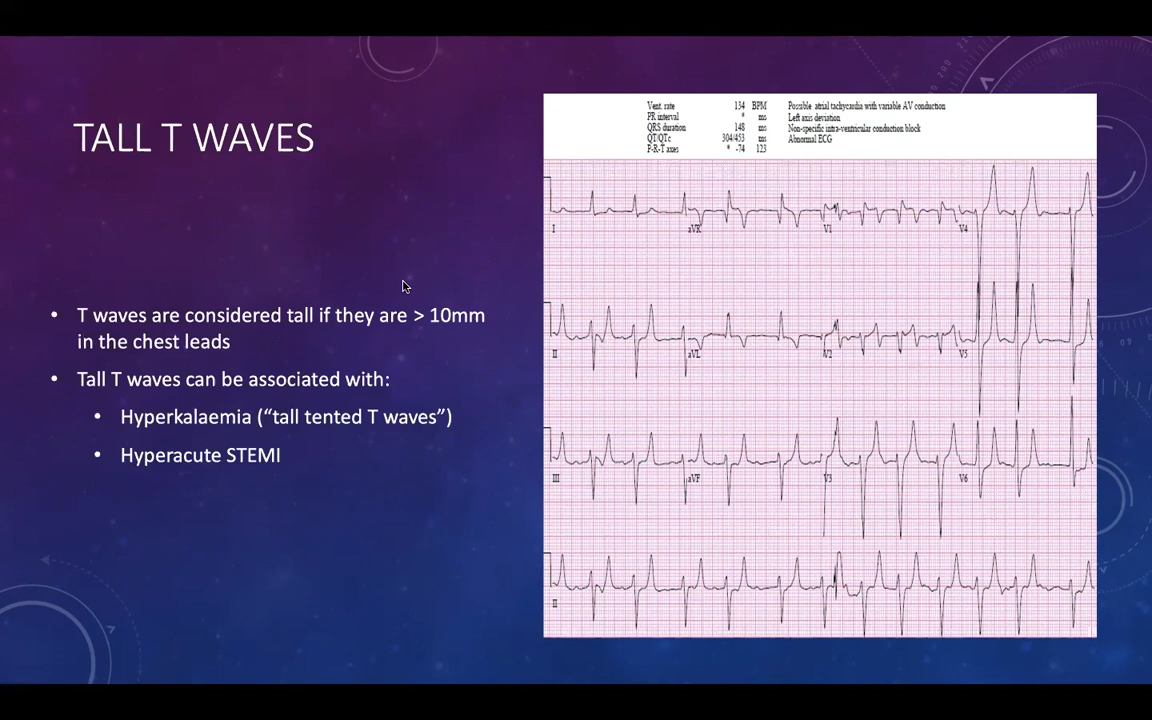 TALL T WAVES
• T waves are considered tall if they are > 10mm
in the chest leads
• Tall T waves can be associated with:
• Hyperkalaemia (“tall tented T waves”)
• Hyperacute STEMI
Vent. rate 134 BPM Possible atrial tachycardia with variable AV conduction
PR interval * ms Left axis deviation
QRS duration 148 ms Non-specific intra-ventricular conduction block
QT/QTc 304/453 ms Abnormal ECG
P-R-T axes * -74 123
I aVR V1 V4
II aVL V2 V5
III aVF V3 V6
II